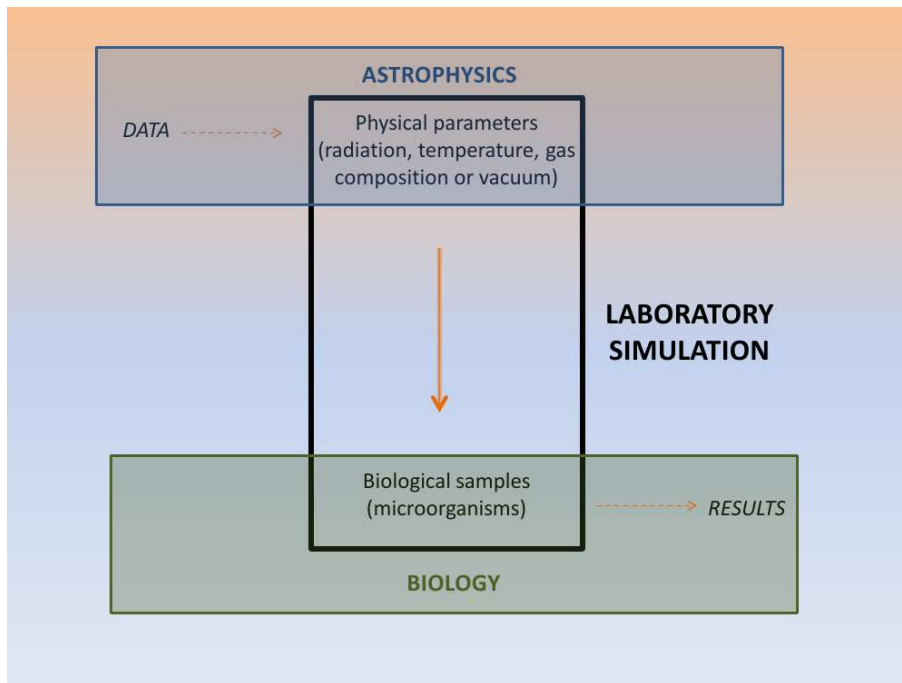 ASTROPHYSICS
DATA
Physical parameters
(radiation, temperature, gas
composition or vacuum)
LABORATORY
SIMULATION
Biological samples
(microorganisms)
RESULTS
BIOLOGY